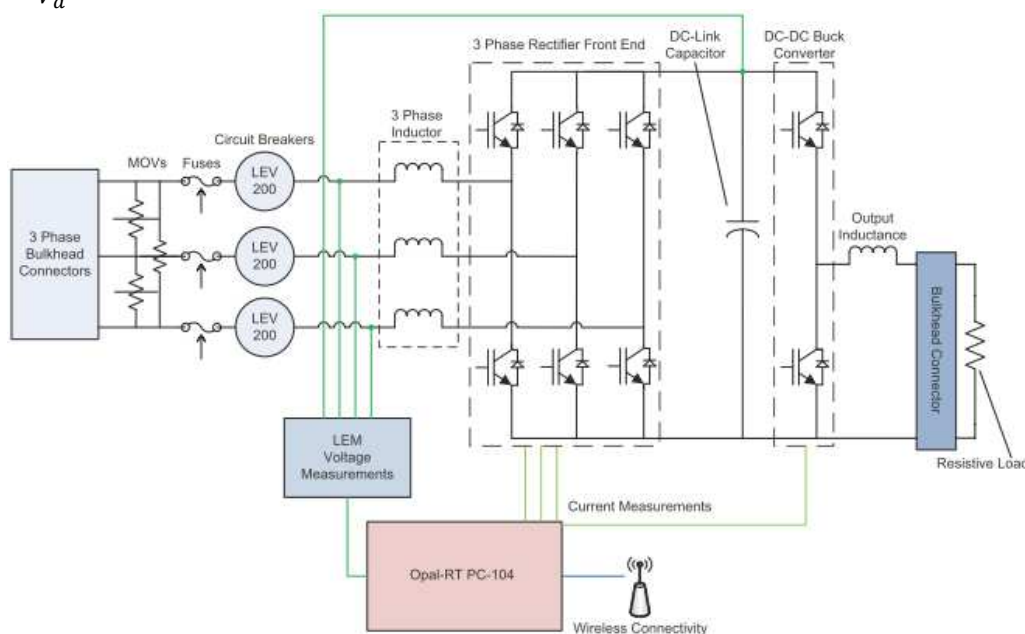 V_d
3 Phase Rectifier Front End
DC-Link
Capacitor
DC-DC Buck
Converter
3 Phase
Inductor
Circuit Breakers
MOVs
Fuses
LEV
200
3 Phase
Bulkhead
Connectors
LEV
200
LEV
200
Output
Inductance
Bulkhead Connector
Resistive Load
LEM
Voltage
Measurements
Current Measurements
Opal-RT PC-104
Wireless Connectivity